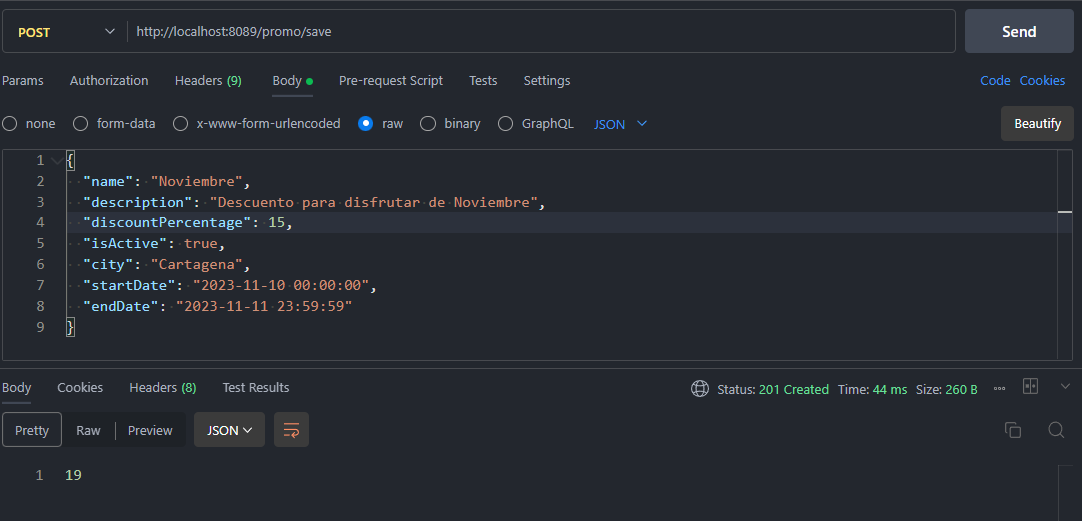 POST http://localhost:8089/promo/save Send
Params Authorization Headers (9) Body Pre-request Script Tests Settings Code Cookies
none form-data x-www-form-urlencoded raw binary GraphQL JSON Beautify
1 {
2 "name": "Noviembre",
3 "description": "Descuento para disfrutar de Noviembre",
4 "discountPercentage": 15,
5 "isActive": true,
6 "city": "Cartagena",
7 "startDate": "2023-11-10 00:00:00",
8 "endDate": "2023-11-11 23:59:59"
9 }
Body Cookies Headers (8) Test Results Status: 201 Created Time: 44 ms Size: 260 B
Pretty Raw Preview JSON
1 19